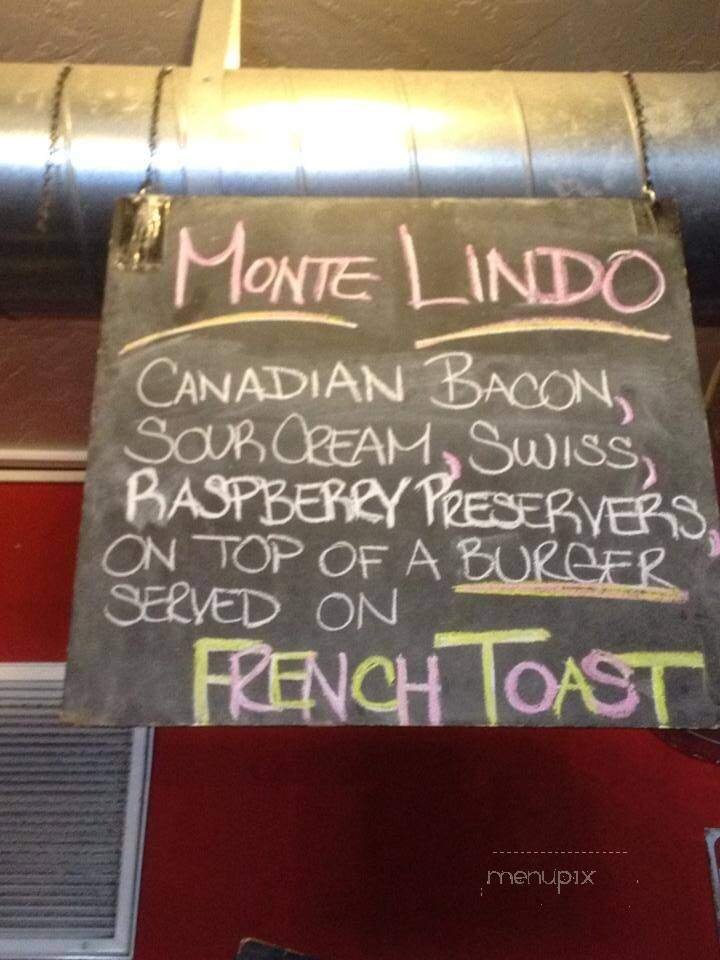 MONTE LINDO
CANADIAN BACON,
SOUR CREAM, SWISS,
RASPBERRY PRESERVERS,
ON TOP OF A BURGER
SERVED ON
FRENCH TOAST
menupix